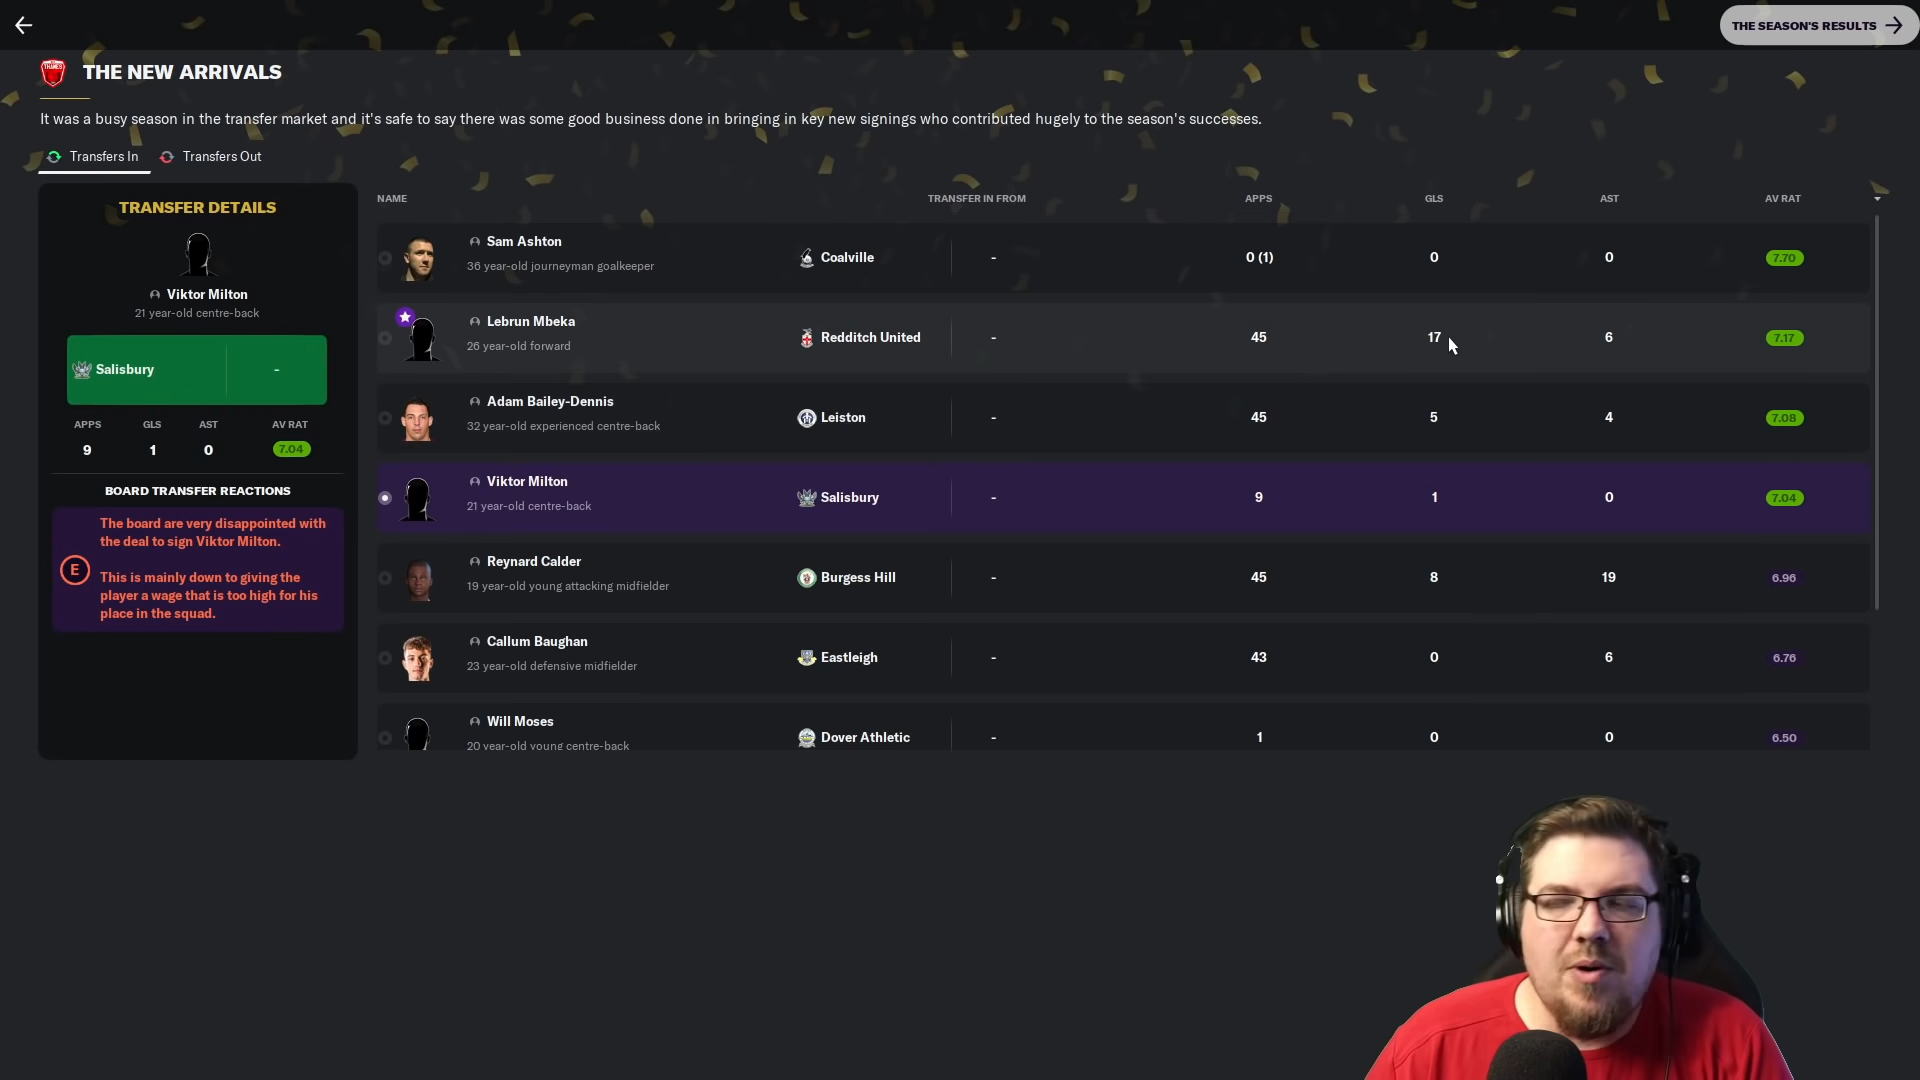 THE SEASON'S RESULTS
THE NEW ARRIVALS
It was a busy season in the transfer market and it's safe to say there was some good business done in bringing in key new signings who contributed hugely to the season's successes.
Transfers In
Transfers Out
TRANSFER DETAILS
Viktor Milton
21 year-old centre-back
Salisbury -
APPS GLS AST AV RAT
9 1 0 7.04
BOARD TRANSFER REACTIONS
E
The board are very disappointed with
the deal to sign Viktor Milton.
This is mainly down to giving the
player a wage that is too high for his
place in the squad.
NAME TRANSFER IN FROM APPS GLS AST AV RAT
Sam Ashton
36 year-old journeyman goalkeeper
Coalville - 0 (1) 0 0 7.70
Lebrun Mbeka
26 year-old forward
Redditch United - 45 17 6 7.17
Adam Bailey-Dennis
32 year-old experienced centre-back
Leiston - 45 5 4 7.08
Viktor Milton
21 year-old centre-back
Salisbury - 9 1 0 7.04
Reynard Calder
19 year-old young attacking midfielder
Burgess Hill - 45 8 19 6.96
Callum Baughan
23 year-old defensive midfielder
Eastleigh - 43 0 6 6.76
Will Moses
20 year-old young centre-back
Dover Athletic - 1 0 0 6.50